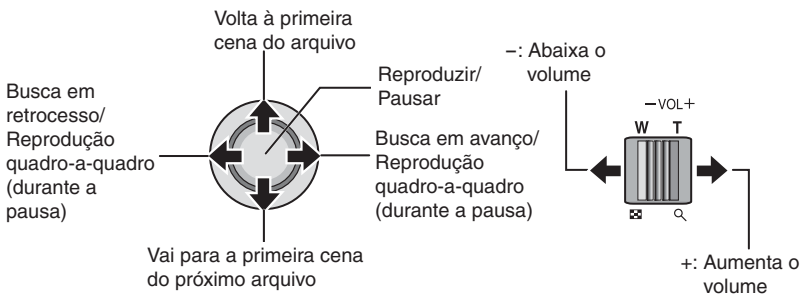 Volta à primeira
cena do arquivo
Busca em
retrocesso/
Reprodução
quadro-a-quadro
(durante a
pausa)
Reproduzir/
Pausar
Busca em avanço/
Reprodução
quadro-a-quadro
(durante a pausa)
Vai para a primeira cena
do próximo arquivo
–: Abaixa o
volume
–VOL+
W T
+: Aumenta o
volume